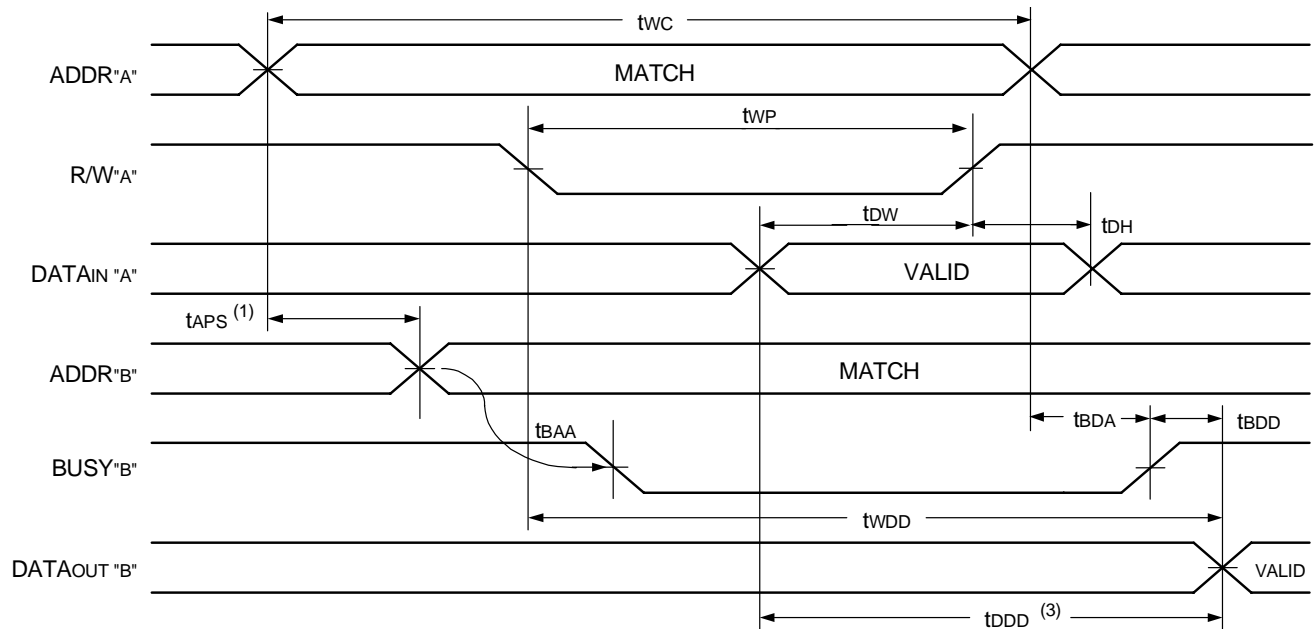 tWC
ADDR"A"
MATCH
tWP
R/W"A"
tDW
tDH
DATAIN "A"
VALID
tAPS (1)
ADDR"B"
MATCH
tBAA
tBDA
tBDD
BUSY"B"
tWDD
DATAOUT "B"
VALID
tDDD (3)